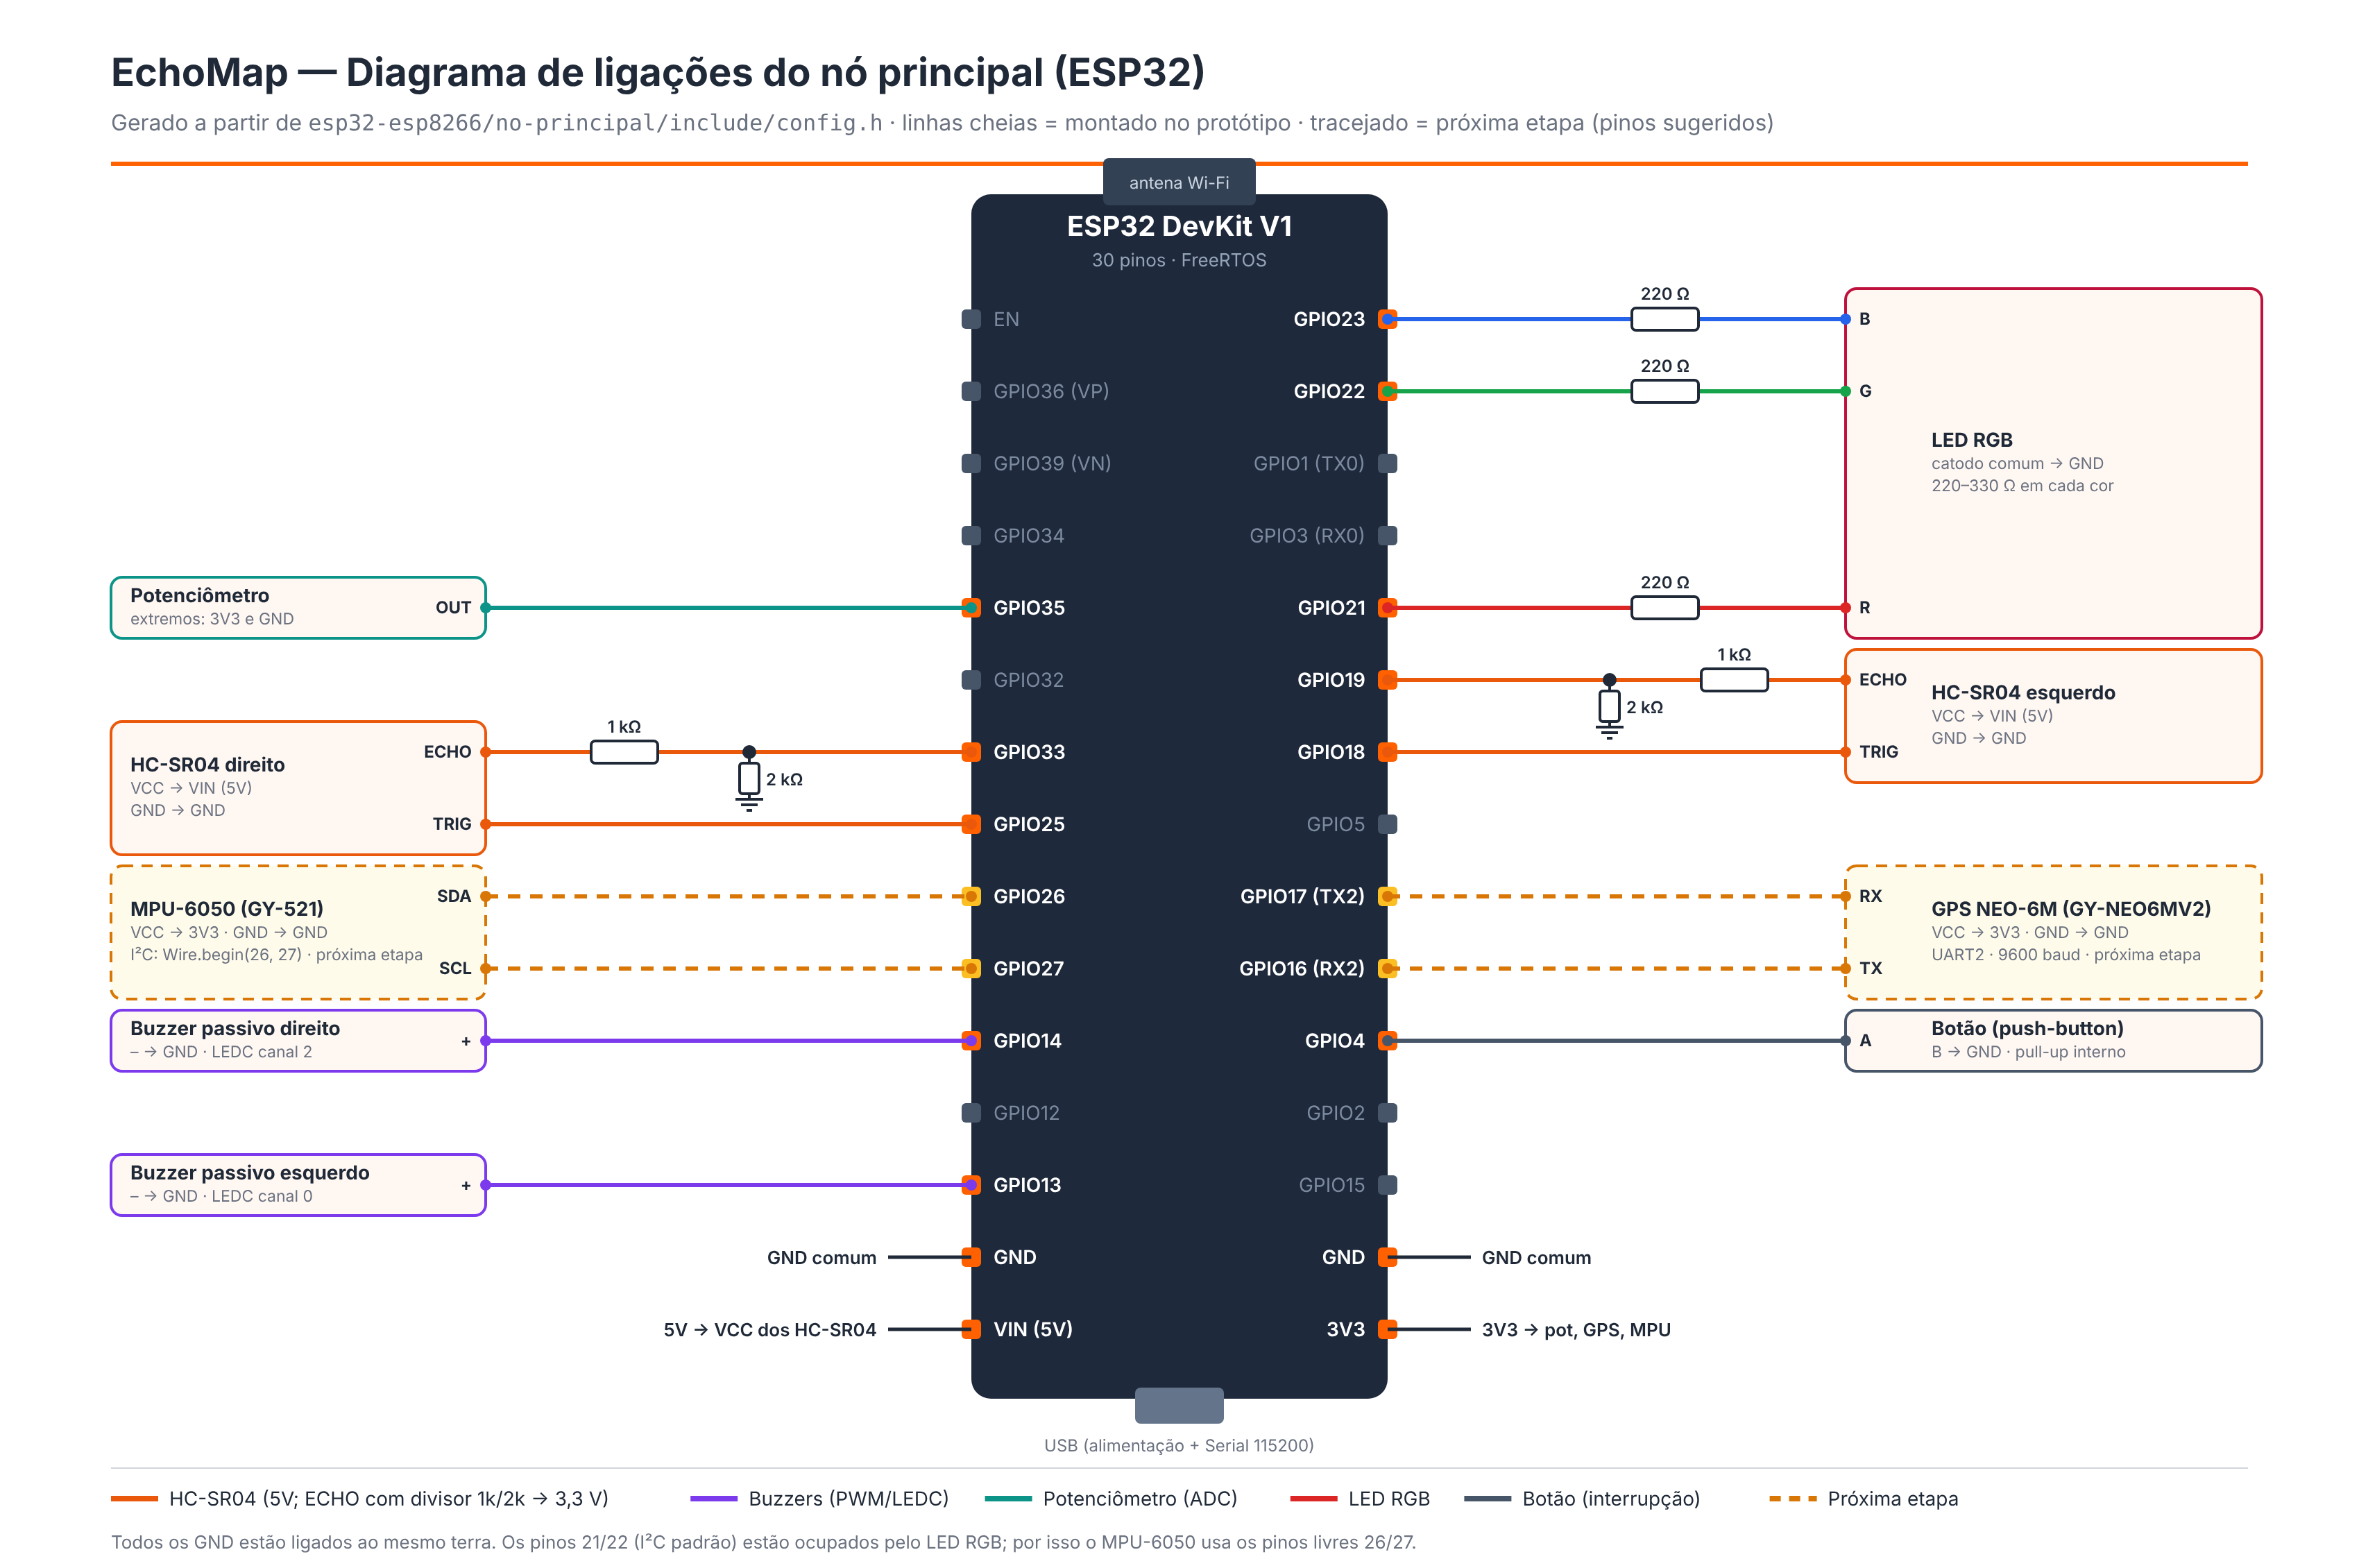 EchoMap — Diagrama de ligações do nó principal (ESP32)
Gerado a partir de esp32-esp8266/no-principal/include/config.h · linhas cheias = montado no protótipo · tracejado = próxima etapa (pinos sugeridos)
antena Wi-Fi
ESP32 DevKit V1
30 pinos · FreeRTOS
EN
GPIO36 (VP)
GPIO39 (VN)
GPIO34
GPIO35
GPIO32
GPIO33
GPIO25
GPIO26
GPIO27
GPIO14
GPIO12
GPIO13
GND
VIN (5V)
GPIO23
GPIO22
GPIO1 (TX0)
GPIO3 (RX0)
GPIO21
GPIO19
GPIO18
GPIO5
GPIO17 (TX2)
GPIO16 (RX2)
GPIO4
GPIO2
GPIO15
GND
3V3
Potenciômetro
extremos: 3V3 e GND
OUT
HC-SR04 direito
VCC → VIN (5V)
GND → GND
ECHO
TRIG
1 kΩ
2 kΩ
MPU-6050 (GY-521)
VCC → 3V3 · GND → GND
I²C: Wire.begin(26, 27) · próxima etapa
SDA
SCL
Buzzer passivo direito
– → GND · LEDC canal 2
+
Buzzer passivo esquerdo
– → GND · LEDC canal 0
+
GND comum
5V → VCC dos HC-SR04
220 Ω
220 Ω
220 Ω
B
G
R
LED RGB
catodo comum → GND
220–330 Ω em cada cor
1 kΩ
2 kΩ
ECHO
TRIG
HC-SR04 esquerdo
VCC → VIN (5V)
GND → GND
RX
TX
GPS NEO-6M (GY-NEO6MV2)
VCC → 3V3 · GND → GND
UART2 · 9600 baud · próxima etapa
A
Botão (push-button)
B → GND · pull-up interno
GND comum
3V3 → pot, GPS, MPU
USB (alimentação + Serial 115200)
HC-SR04 (5V; ECHO com divisor 1k/2k → 3,3 V)
Buzzers (PWM/LEDC)
Potenciômetro (ADC)
LED RGB
Botão (interrupção)
Próxima etapa
Todos os GND estão ligados ao mesmo terra. Os pinos 21/22 (I²C padrão) estão ocupados pelo LED RGB; por isso o MPU-6050 usa os pinos livres 26/27.